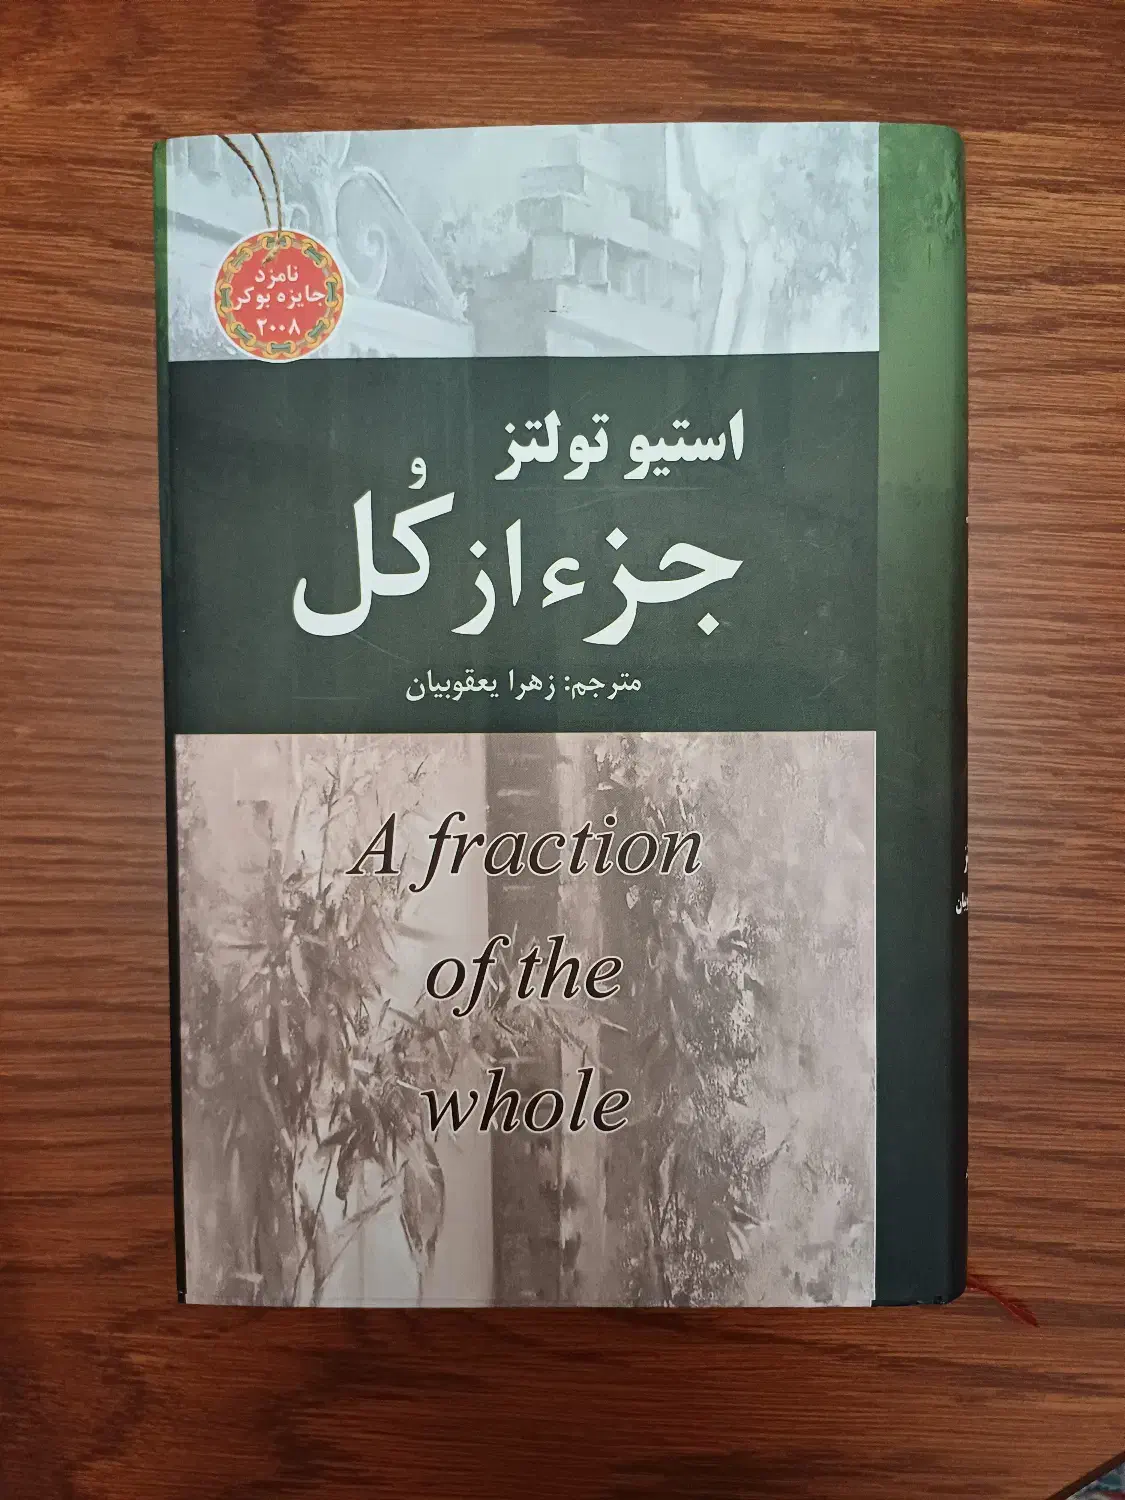 نامزد
جایزه بوکر
۲۰۰۸
استیو تولتز
جزء از کُل
مترجم: زهرا یعقوبیان
A fraction
of the
whole